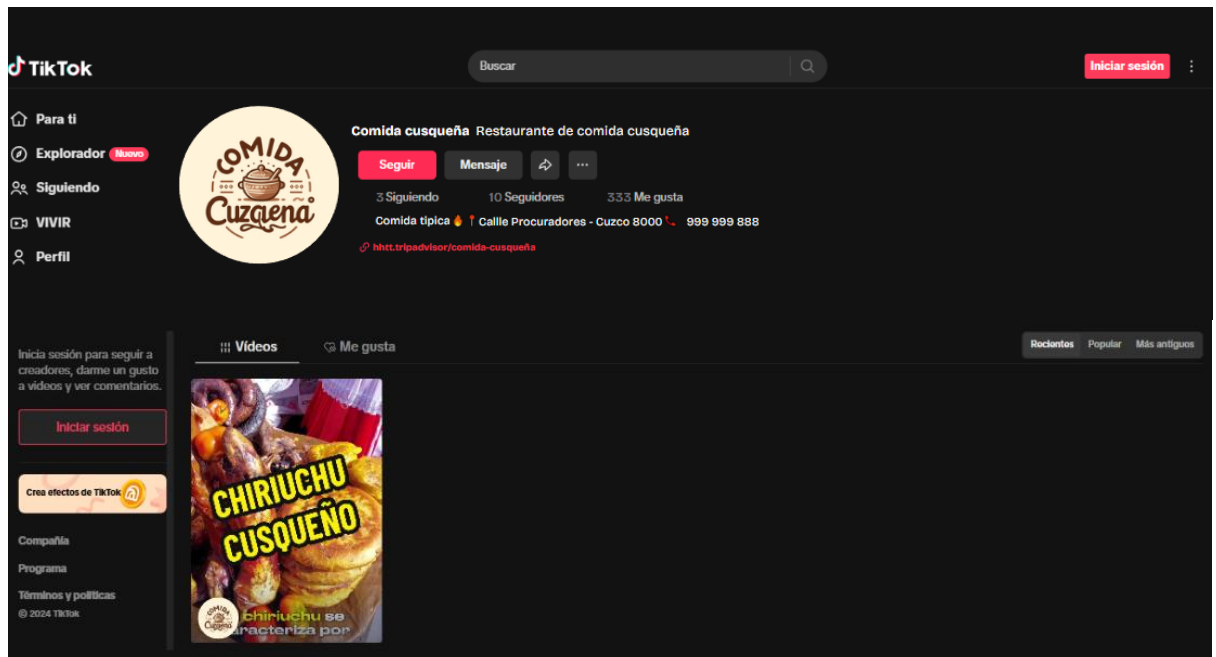 TikTok
Buscar
Iniciar sesión
Para ti
Explorador Nuevo
Siguiendo
VIVIR
Perfil
COMIDA
Cuzqena
Comida cusqueña Restaurante de comida cusqueña
Seguir Mensaje
3 Siguiendo 10 Seguidores 333 Me gusta
Comida tipica Callle Procuradores - Cuzco 8000 999 999 888
hhtt.tripadvisor/comida-cusqueña
Inicia sesión para seguir a
creadores, darme un gusto
a videos y ver comentarios.
Iniciar sesión
Crea efectos de TikTok
Compañía
Programa
Términos y políticas
© 2024 TikTok
Vídeos Me gusta
Recientes Popular Más antiguos
CHIRIUCHU
CUSQUEÑO
COMIDA
chiriuchu se
racteriza por